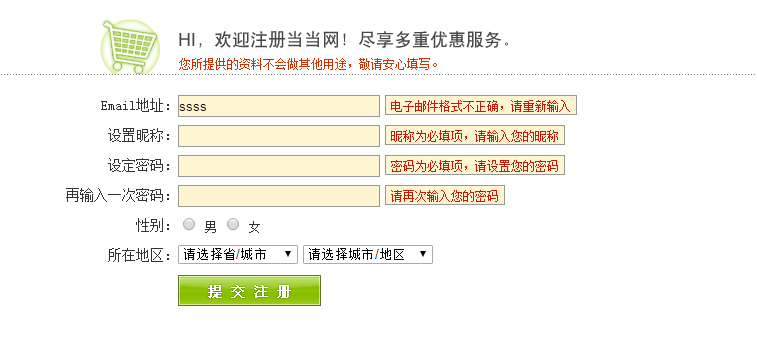 HI，欢迎注册当当网！尽享多重优惠服务。
您所提供的资料不会做其他用途，敬请安心填写。
Email地址： ssss 电子邮件格式不正确，请重新输入
设置昵称： 昵称为必填项，请输入您的昵称
设定密码： 密码为必填项，请设置您的密码
再输入一次密码： 请再次输入您的密码
性别： 男 女
所在地区： 请选择省/城市 请选择城市/地区
提 交 注 册